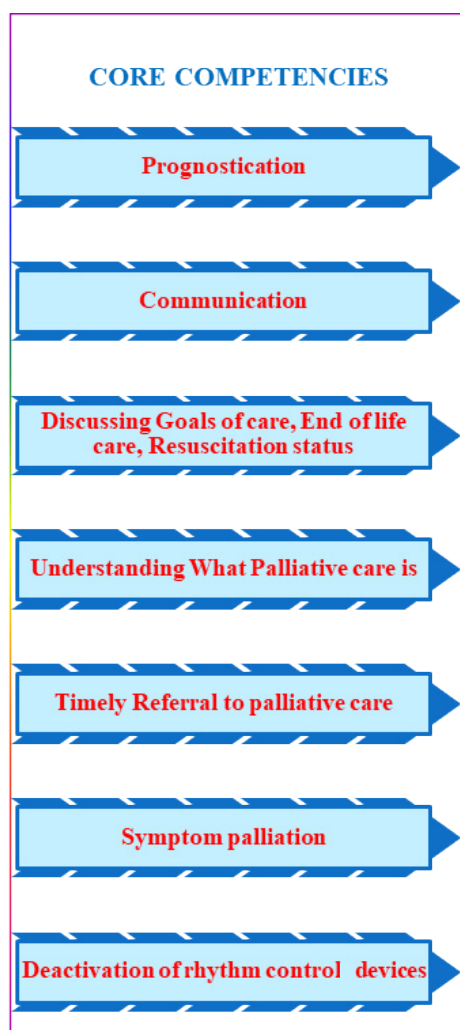 CORE COMPETENCIES
Prognostication
Communication
Discussing Goals of care, End of life
care, Resuscitation status
Understanding What Palliative care is
Timely Referral to palliative care
Symptom palliation
Deactivation of rhythm control devices